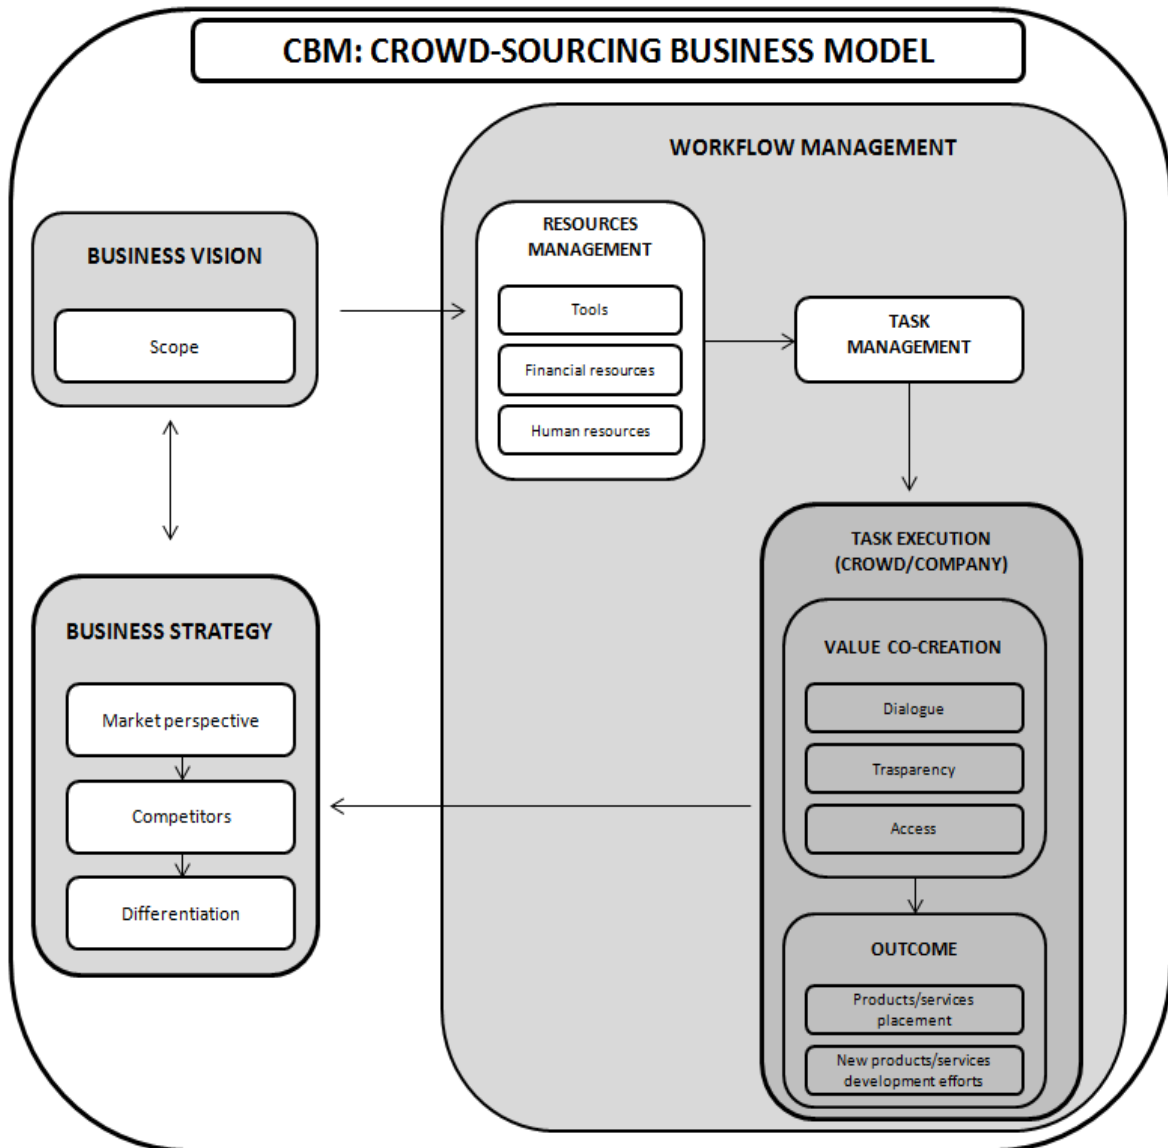 CBM: CROWD-SOURCING BUSINESS MODEL
WORKFLOW MANAGEMENT
BUSINESS VISION
Scope
RESOURCES
MANAGEMENT
Tools
Financial resources
Human resources
TASK
MANAGEMENT
BUSINESS STRATEGY
Market perspective
Competitors
Differentiation
TASK EXECUTION
(CROWD/COMPANY)
VALUE CO-CREATION
Dialogue
Trasparency
Access
OUTCOME
Products/services
placement
New products/services
development efforts